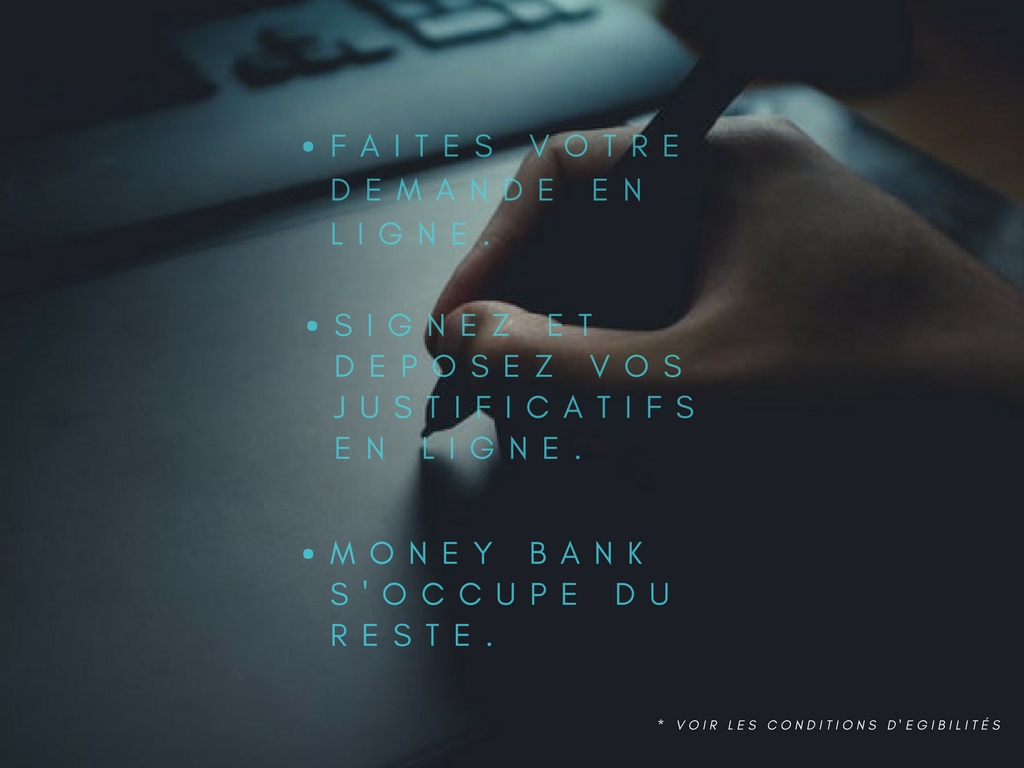 • FAITES VOTRE
DEMANDE EN
LIGNE.
• SIGNEZ ET
DEPOSEZ VOS
JUSTIFICATIFS
EN LIGNE.
• MONEY BANK
S'OCCUPE DU
RESTE.
* VOIR LES CONDITIONS D'EGIBILITÉS